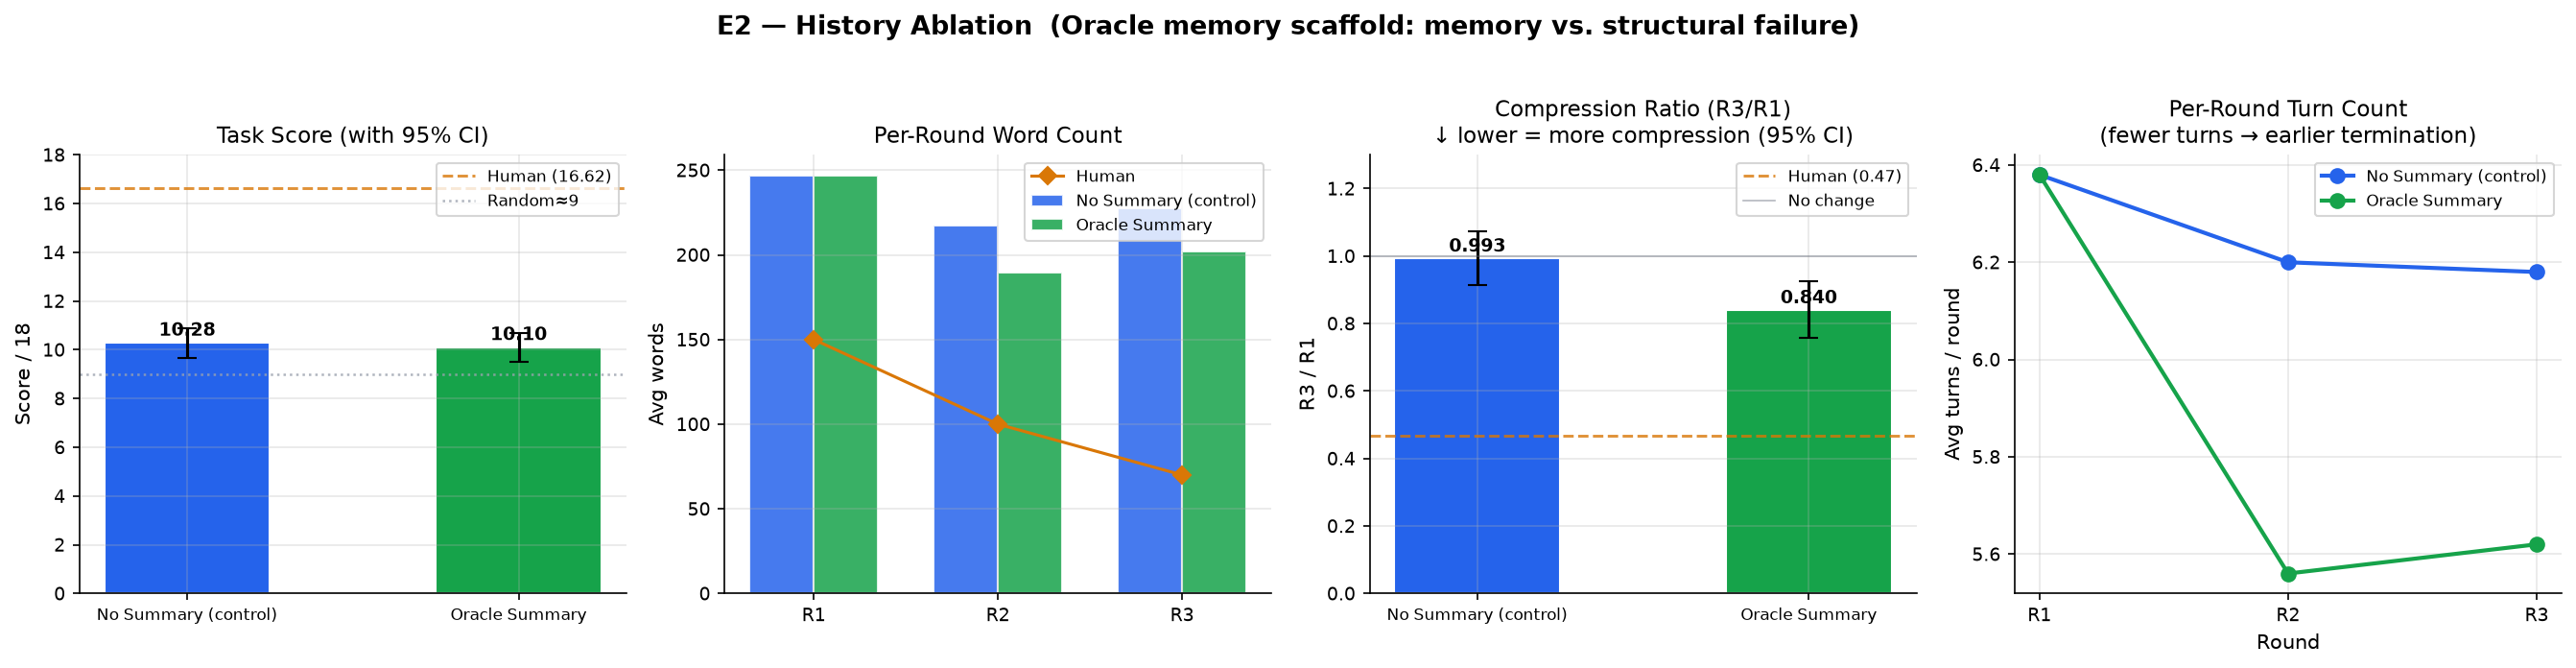 E2 — History Ablation  (Oracle memory scaffold: memory vs. structural failure)
Task Score (with 95% CI)
Score / 18
18
16
14
12
10
8
6
4
2
0
Human (16.62)
Random≈9
10.28
10.10
No Summary (control)
Oracle Summary
Per-Round Word Count
Avg words
250
200
150
100
50
0
Human
No Summary (control)
Oracle Summary
R1
R2
R3
Compression Ratio (R3/R1)
↓ lower = more compression (95% CI)
R3 / R1
1.2
1.0
0.8
0.6
0.4
0.2
0.0
Human (0.47)
No change
0.993
0.840
No Summary (control)
Oracle Summary
Per-Round Turn Count
(fewer turns → earlier termination)
Avg turns / round
6.4
6.2
6.0
5.8
5.6
No Summary (control)
Oracle Summary
R1
R2
R3
Round